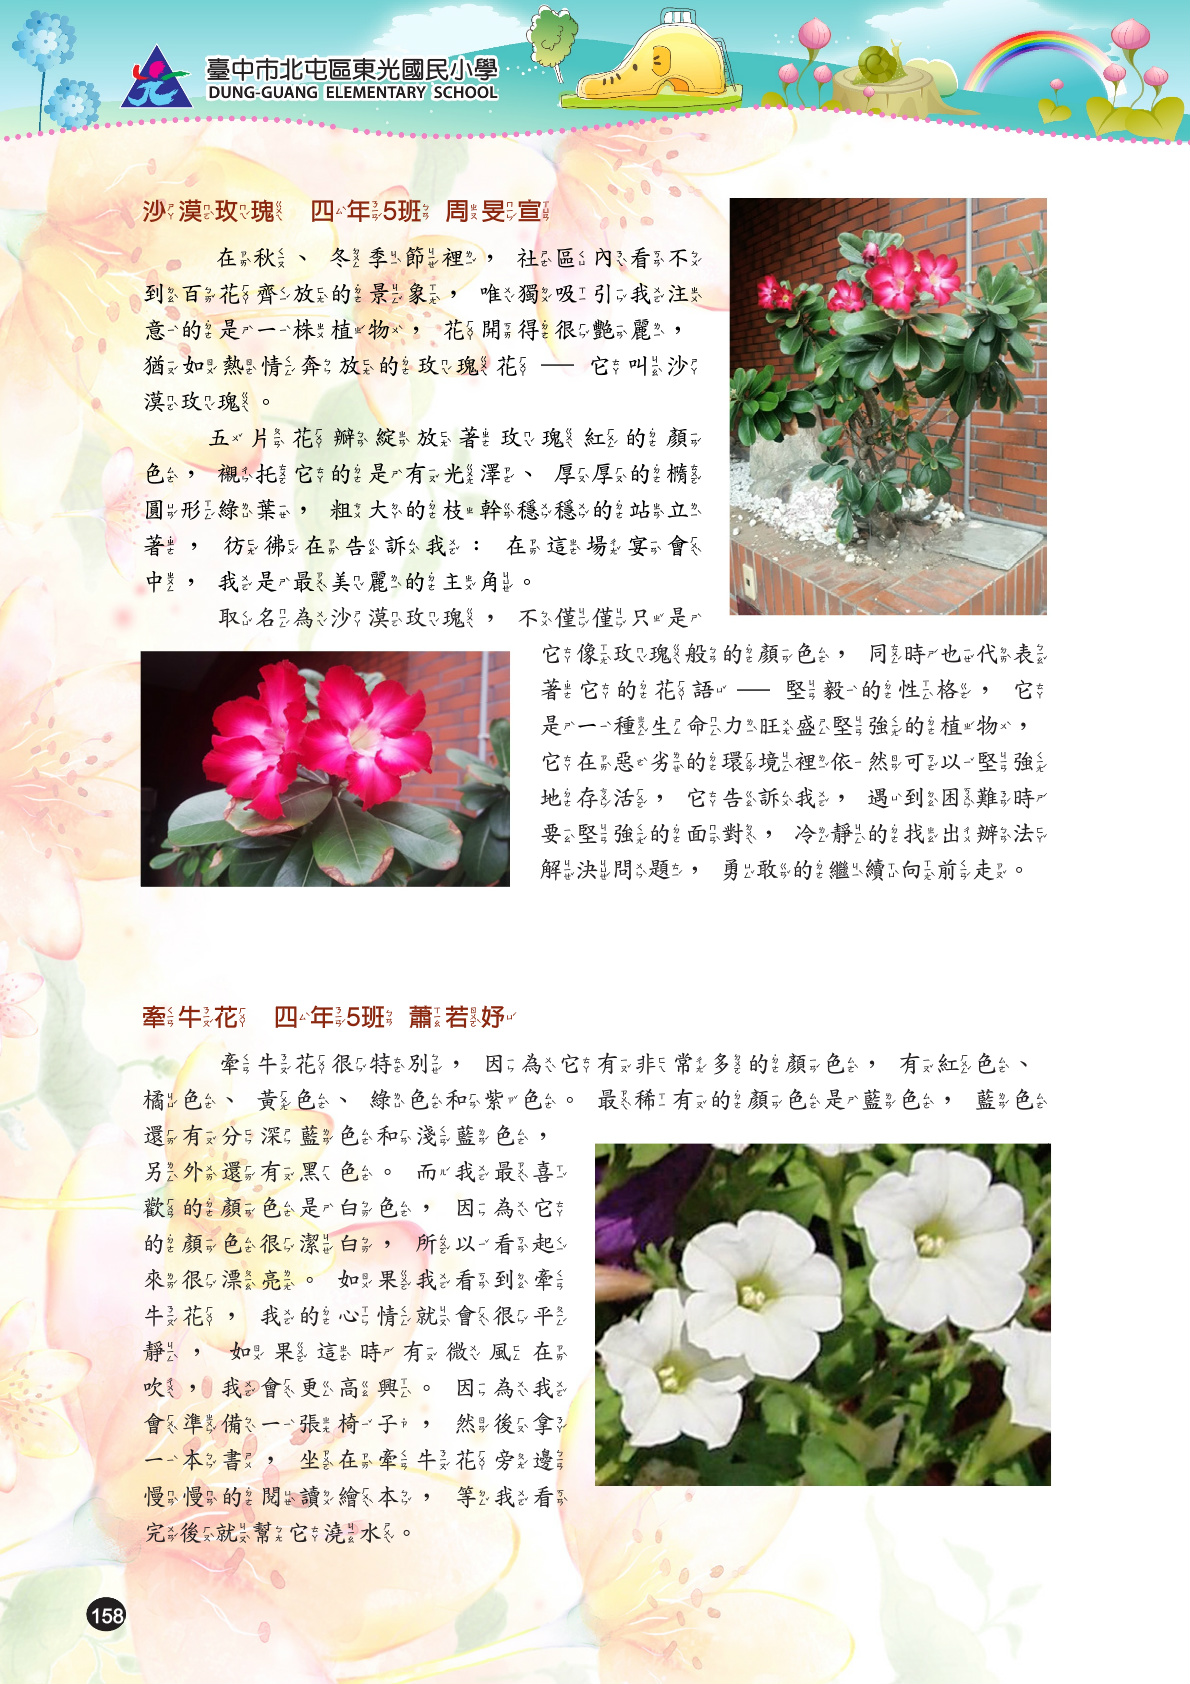 臺中市北屯區東光國民小學
DUNG-GUANG ELEMENTARY SCHOOL
沙漠玫瑰 四年5班 周旻宣
在秋、冬季節裡，社區內看不
到百花齊放的景象，唯獨吸引我注
意的是一株植物，花開得很艷麗，
猶如熱情奔放的玫瑰花——它叫沙
漠玫瑰。
五片花瓣綻放著玫瑰紅的顏
色，襯托它的是有光澤、厚厚的橢
圓形綠葉，粗大的枝幹穩穩的站立
著，彷彿在告訴我：在這場宴會
中，我是最美麗的主角。
取名為沙漠玫瑰，不僅僅只是
它像玫瑰般的顏色，同時也代表
著它的花語——堅毅的性格，它
是一種生命力旺盛堅強的植物，
它在惡劣的環境裡依然可以堅強
地存活，它告訴我，遇到困難時
要堅強的面對，冷靜的找出辦法
解決問題，勇敢的繼續向前走。
牽牛花 四年5班 蕭若妤
牽牛花很特別，因為它有非常多的顏色，有紅色、
橘色、黃色、綠色和紫色。最稀有的顏色是藍色，藍色
還有分深藍色和淺藍色，
另外還有黑色。而我最喜
歡的顏色是白色，因為它
的顏色很潔白，所以看起
來很漂亮。如果我看到牽
牛花，我的心情就會很平
靜，如果這時有微風在
吹，我會更高興。因為我
會準備一張椅子，然後拿
一本書，坐在牽牛花旁邊
慢慢的閱讀繪本，等我看
完後就幫它澆水。
158